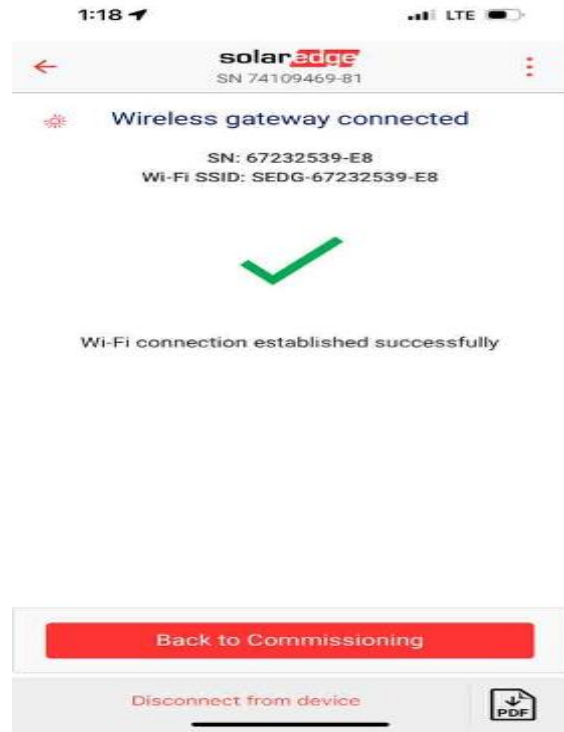 1:18
LTE
solaredge
SN 74109469-81
Wireless gateway connected
SN: 67232539-E8
Wi-Fi SSID: SEDG-67232539-E8
Wi-Fi connection established successfully
Back to Commissioning
Disconnect from device
PDF